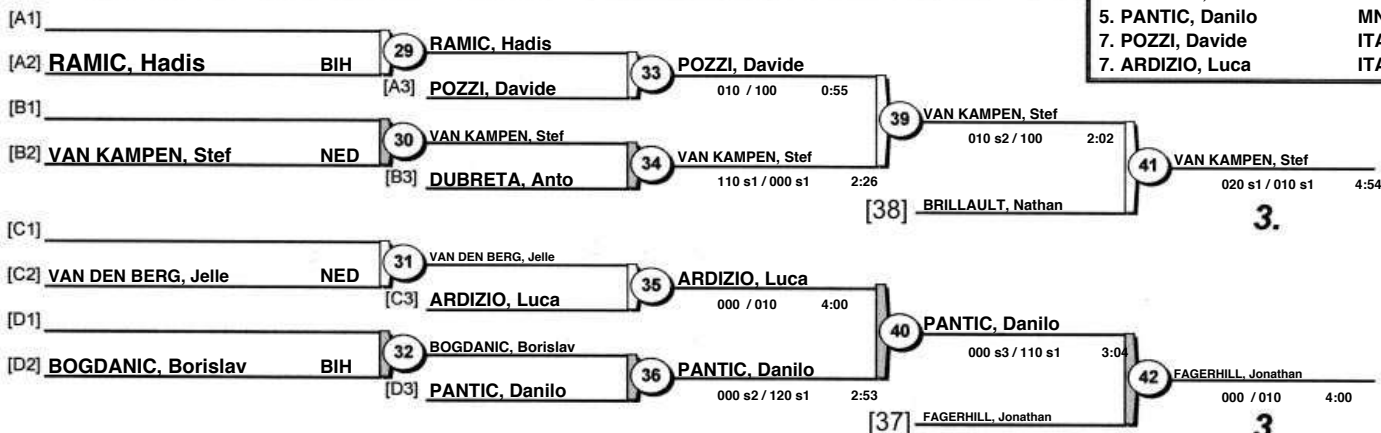 5. PANTIC, Danilo
7. POZZI, Davide ITA
7. ARDIZIO, Luca ITA
[A1]
[A2] RAMIC, Hadis BIH
29 RAMIC, Hadis
[A3] POZZI, Davide
33 POZZI, Davide
010 / 100 0:55
[B1]
[B2] VAN KAMPEN, Stef NED
30 VAN KAMPEN, Stef
[B3] DUBRETA, Anto
34 VAN KAMPEN, Stef
110 s1 / 000 s1 2:26
39 VAN KAMPEN, Stef
010 s2 / 100 2:02
[38] BRILLAULT, Nathan
41 VAN KAMPEN, Stef
020 s1 / 010 s1 4:54
3.
[C1]
[C2] VAN DEN BERG, Jelle NED
31 VAN DEN BERG, Jelle
[C3] ARDIZIO, Luca
35 ARDIZIO, Luca
000 / 010 4:00
[D1]
[D2] BOGDANIC, Borislav BIH
32 BOGDANIC, Borislav
[D3] PANTIC, Danilo
36 PANTIC, Danilo
000 s2 / 120 s1 2:53
40 PANTIC, Danilo
000 s3 / 110 s1 3:04
[37] FAGERHILL, Jonathan
42 FAGERHILL, Jonathan
000 / 010 4:00
3